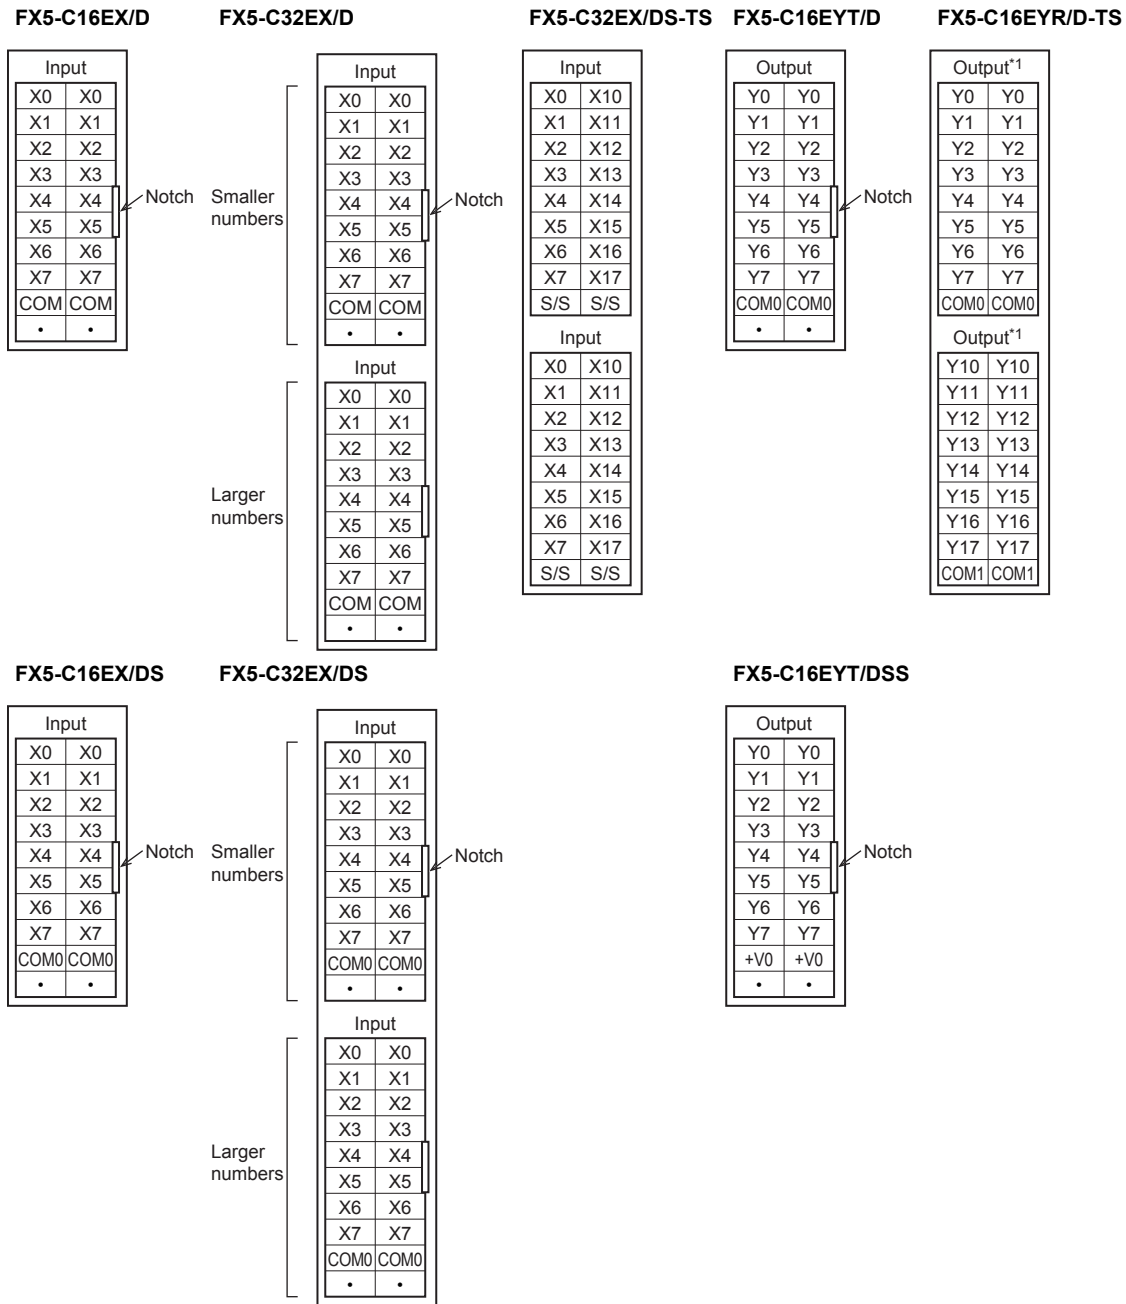 FX5-C16EX/D
Input
X0 X0
X1 X1
X2 X2
X3 X3
X4 X4
X5 X5
X6 X6
X7 X7
COM COM
• •
Notch
FX5-C32EX/D
Smaller
numbers
Input
X0 X0
X1 X1
X2 X2
X3 X3
X4 X4
X5 X5
X6 X6
X7 X7
COM COM
• •
Notch
Larger
numbers
Input
X0 X0
X1 X1
X2 X2
X3 X3
X4 X4
X5 X5
X6 X6
X7 X7
COM COM
• •
FX5-C32EX/DS-TS
Input
X0 X10
X1 X11
X2 X12
X3 X13
X4 X14
X5 X15
X6 X16
X7 X17
S/S S/S
Input
X0 X10
X1 X11
X2 X12
X3 X13
X4 X14
X5 X15
X6 X16
X7 X17
S/S S/S
FX5-C16EYT/D
Output
Y0 Y0
Y1 Y1
Y2 Y2
Y3 Y3
Y4 Y4
Y5 Y5
Y6 Y6
Y7 Y7
COM0 COM0
• •
Notch
FX5-C16EYR/D-TS
Output*1
Y0 Y0
Y1 Y1
Y2 Y2
Y3 Y3
Y4 Y4
Y5 Y5
Y6 Y6
Y7 Y7
COM0 COM0
Output*1
Y10 Y10
Y11 Y11
Y12 Y12
Y13 Y13
Y14 Y14
Y15 Y15
Y16 Y16
Y17 Y17
COM1 COM1
FX5-C16EX/DS
Input
X0 X0
X1 X1
X2 X2
X3 X3
X4 X4
X5 X5
X6 X6
X7 X7
COM0 COM0
• •
Notch
FX5-C32EX/DS
Smaller
numbers
Input
X0 X0
X1 X1
X2 X2
X3 X3
X4 X4
X5 X5
X6 X6
X7 X7
COM0 COM0
• •
Notch
Larger
numbers
Input
X0 X0
X1 X1
X2 X2
X3 X3
X4 X4
X5 X5
X6 X6
X7 X7
COM0 COM0
• •
FX5-C16EYT/DSS
Output
Y0 Y0
Y1 Y1
Y2 Y2
Y3 Y3
Y4 Y4
Y5 Y5
Y6 Y6
Y7 Y7
+V0 +V0
• •
Notch